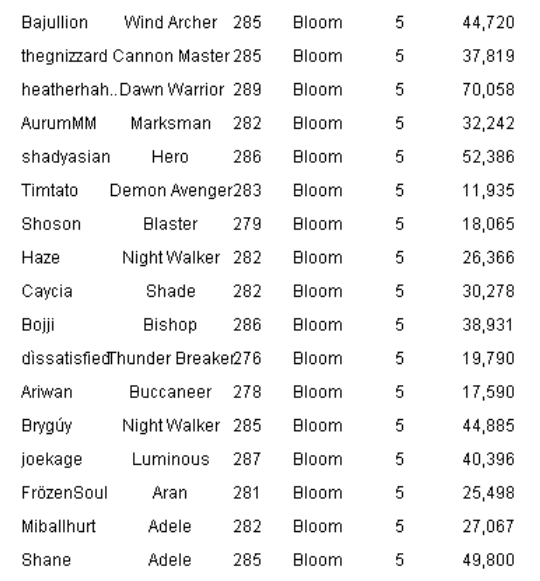 Bajullion Wind Archer 285 Bloom 5 44,720
thegnizzard Cannon Master 285 Bloom 5 37,819
heatherhah.. Dawn Warrior 289 Bloom 5 70,058
AurumMM Marksman 282 Bloom 5 32,242
shadyasian Hero 286 Bloom 5 52,386
Timtato Demon Avenger 283 Bloom 5 11,935
Shoson Blaster 279 Bloom 5 18,065
Haze Night Walker 282 Bloom 5 26,366
Caycia Shade 282 Bloom 5 30,278
Bojji Bishop 286 Bloom 5 38,931
dissatisfied Thunder Breaker 276 Bloom 5 19,790
Ariwan Buccaneer 278 Bloom 5 17,590
Brygúy Night Walker 285 Bloom 5 44,885
joekage Luminous 287 Bloom 5 40,396
FrözenSoul Aran 281 Bloom 5 25,498
Miballhurt Adele 282 Bloom 5 27,067
Shane Adele 285 Bloom 5 49,800